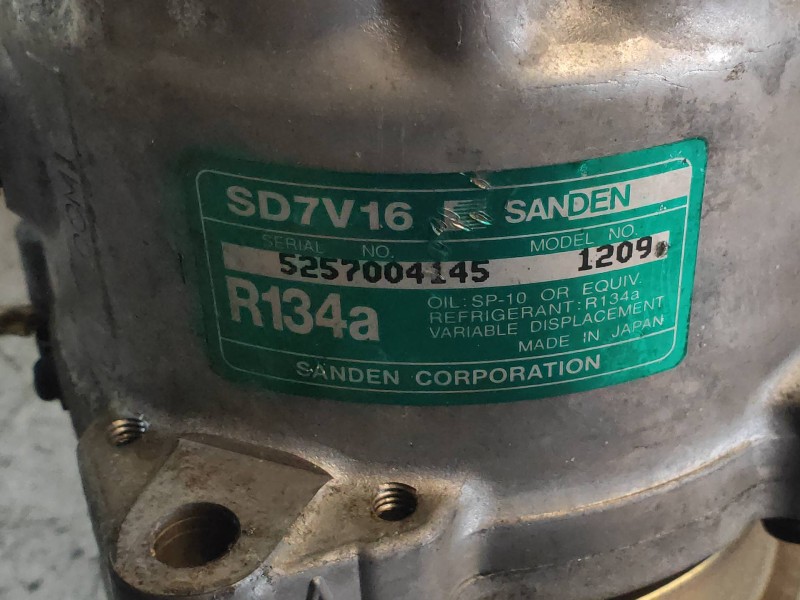 SD7V16 SANDEN
SERIAL NO. MODEL NO.
5257004145 1209
R134a
OIL: SP-10 OR EQUIV.
REFRIGERANT: R134a
VARIABLE DISPLACEMENT
MADE IN JAPAN
SANDEN CORPORATION